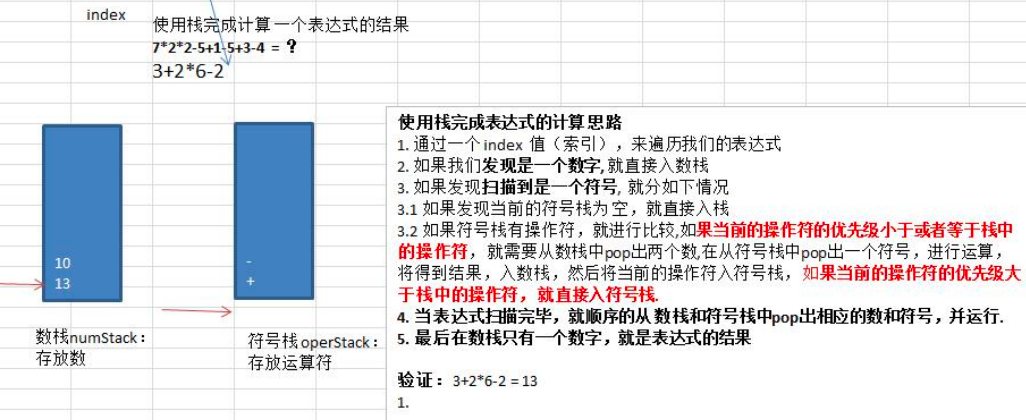 index
使用栈完成计算 一个表达式的结果
7*2*2-5+1-5+3-4 = ?
3+2*6-2
10
13
-
+
数栈numStack：
存放数
符号栈operStack：
存放运算符
使用栈完成表达式的计算 思路
1. 通过一个 index 值（索引），来遍历我们的表达式
2. 如果我们发现是一个数字, 就直接入数栈
3. 如果发现扫描到是一个符号, 就分如下情况
3.1 如果发现当前的符号栈为 空，就直接入栈
3.2 如果符号栈有操作符，就进行比较,如果当前的操作符的优先级小于或者等于栈中
的操作符， 就需要从数栈中pop出两个数,在从符号栈中pop出一个符号，进行运算，
将得到结果，入数栈，然后将当前的操作符入符号栈， 如果当前的操作符的优先级大
于栈中的操作符， 就直接入符号栈.
4. 当表达式扫描完毕，就顺序的从 数栈和符号栈中pop出相应的数和符号，并运行.
5. 最后在数栈只有一个数字，就是表达式的结果
验证：3+2*6-2 = 13
1.